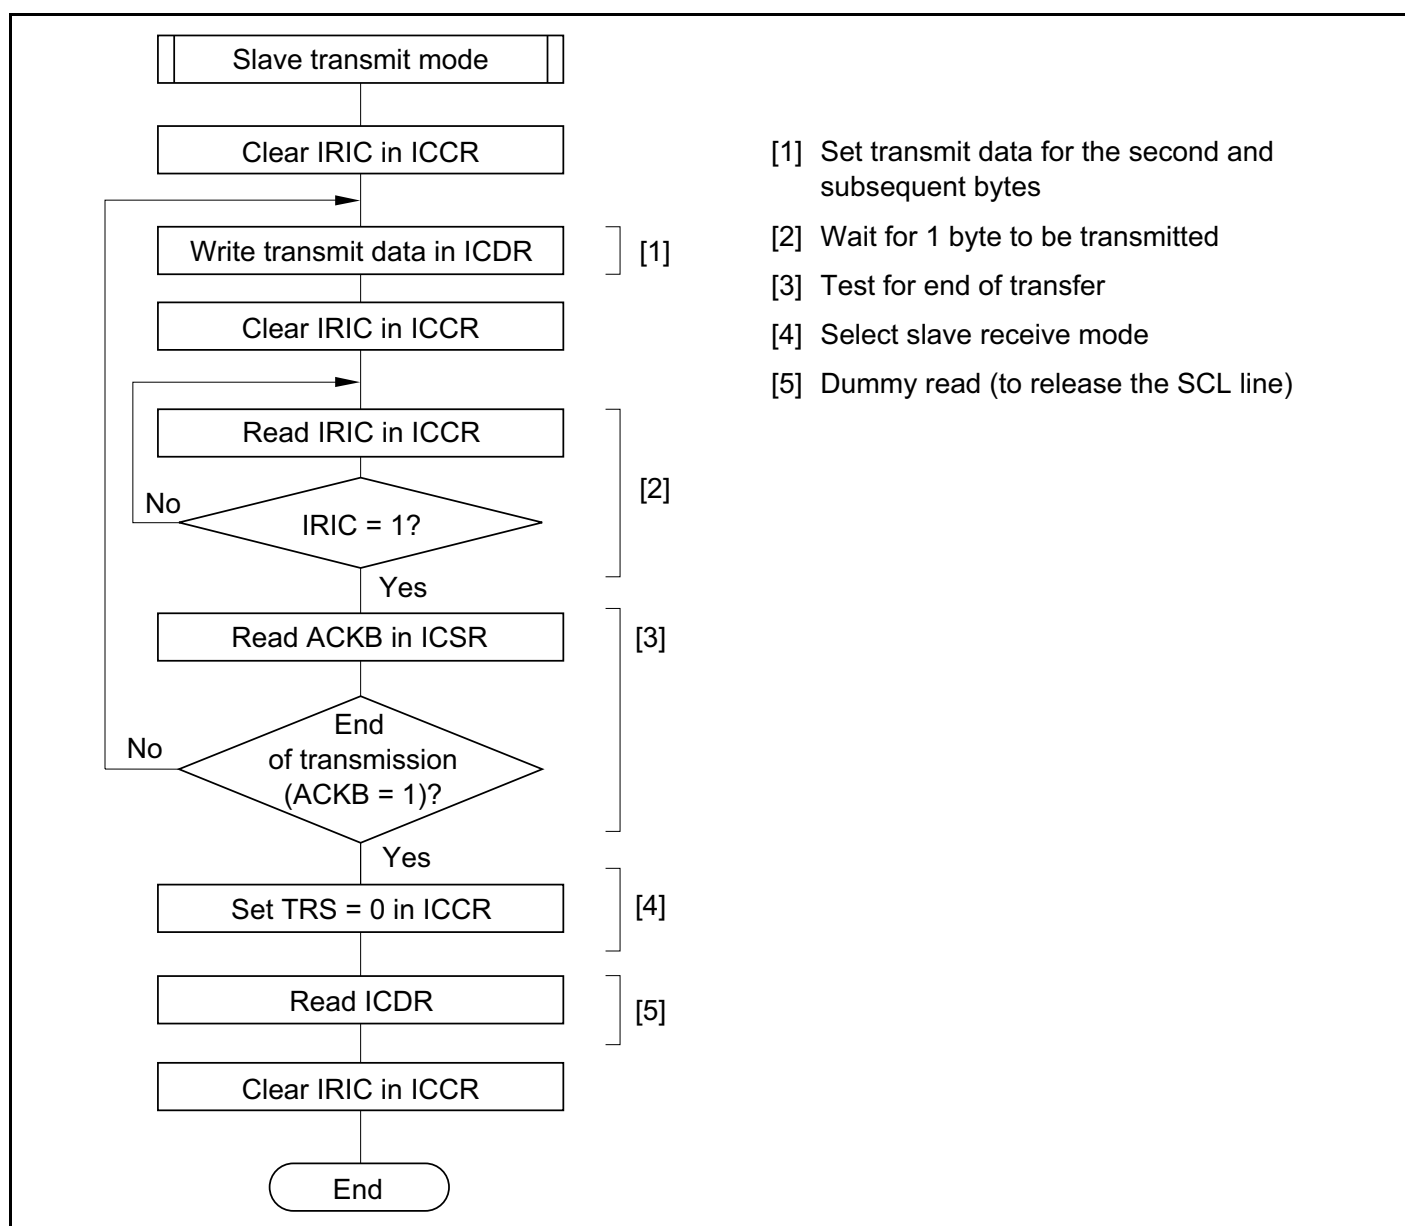 Slave transmit mode
Clear IRIC in ICCR
Write transmit data in ICDR
[1]
Clear IRIC in ICCR
Read IRIC in ICCR
[2]
No
IRIC = 1?
Yes
Read ACKB in ICSR
[3]
No
End
of transmission
(ACKB = 1)?
Yes
Set TRS = 0 in ICCR
[4]
Read ICDR
[5]
Clear IRIC in ICCR
End
[1] Set transmit data for the second and
subsequent bytes
[2] Wait for 1 byte to be transmitted
[3] Test for end of transfer
[4] Select slave receive mode
[5] Dummy read (to release the SCL line)